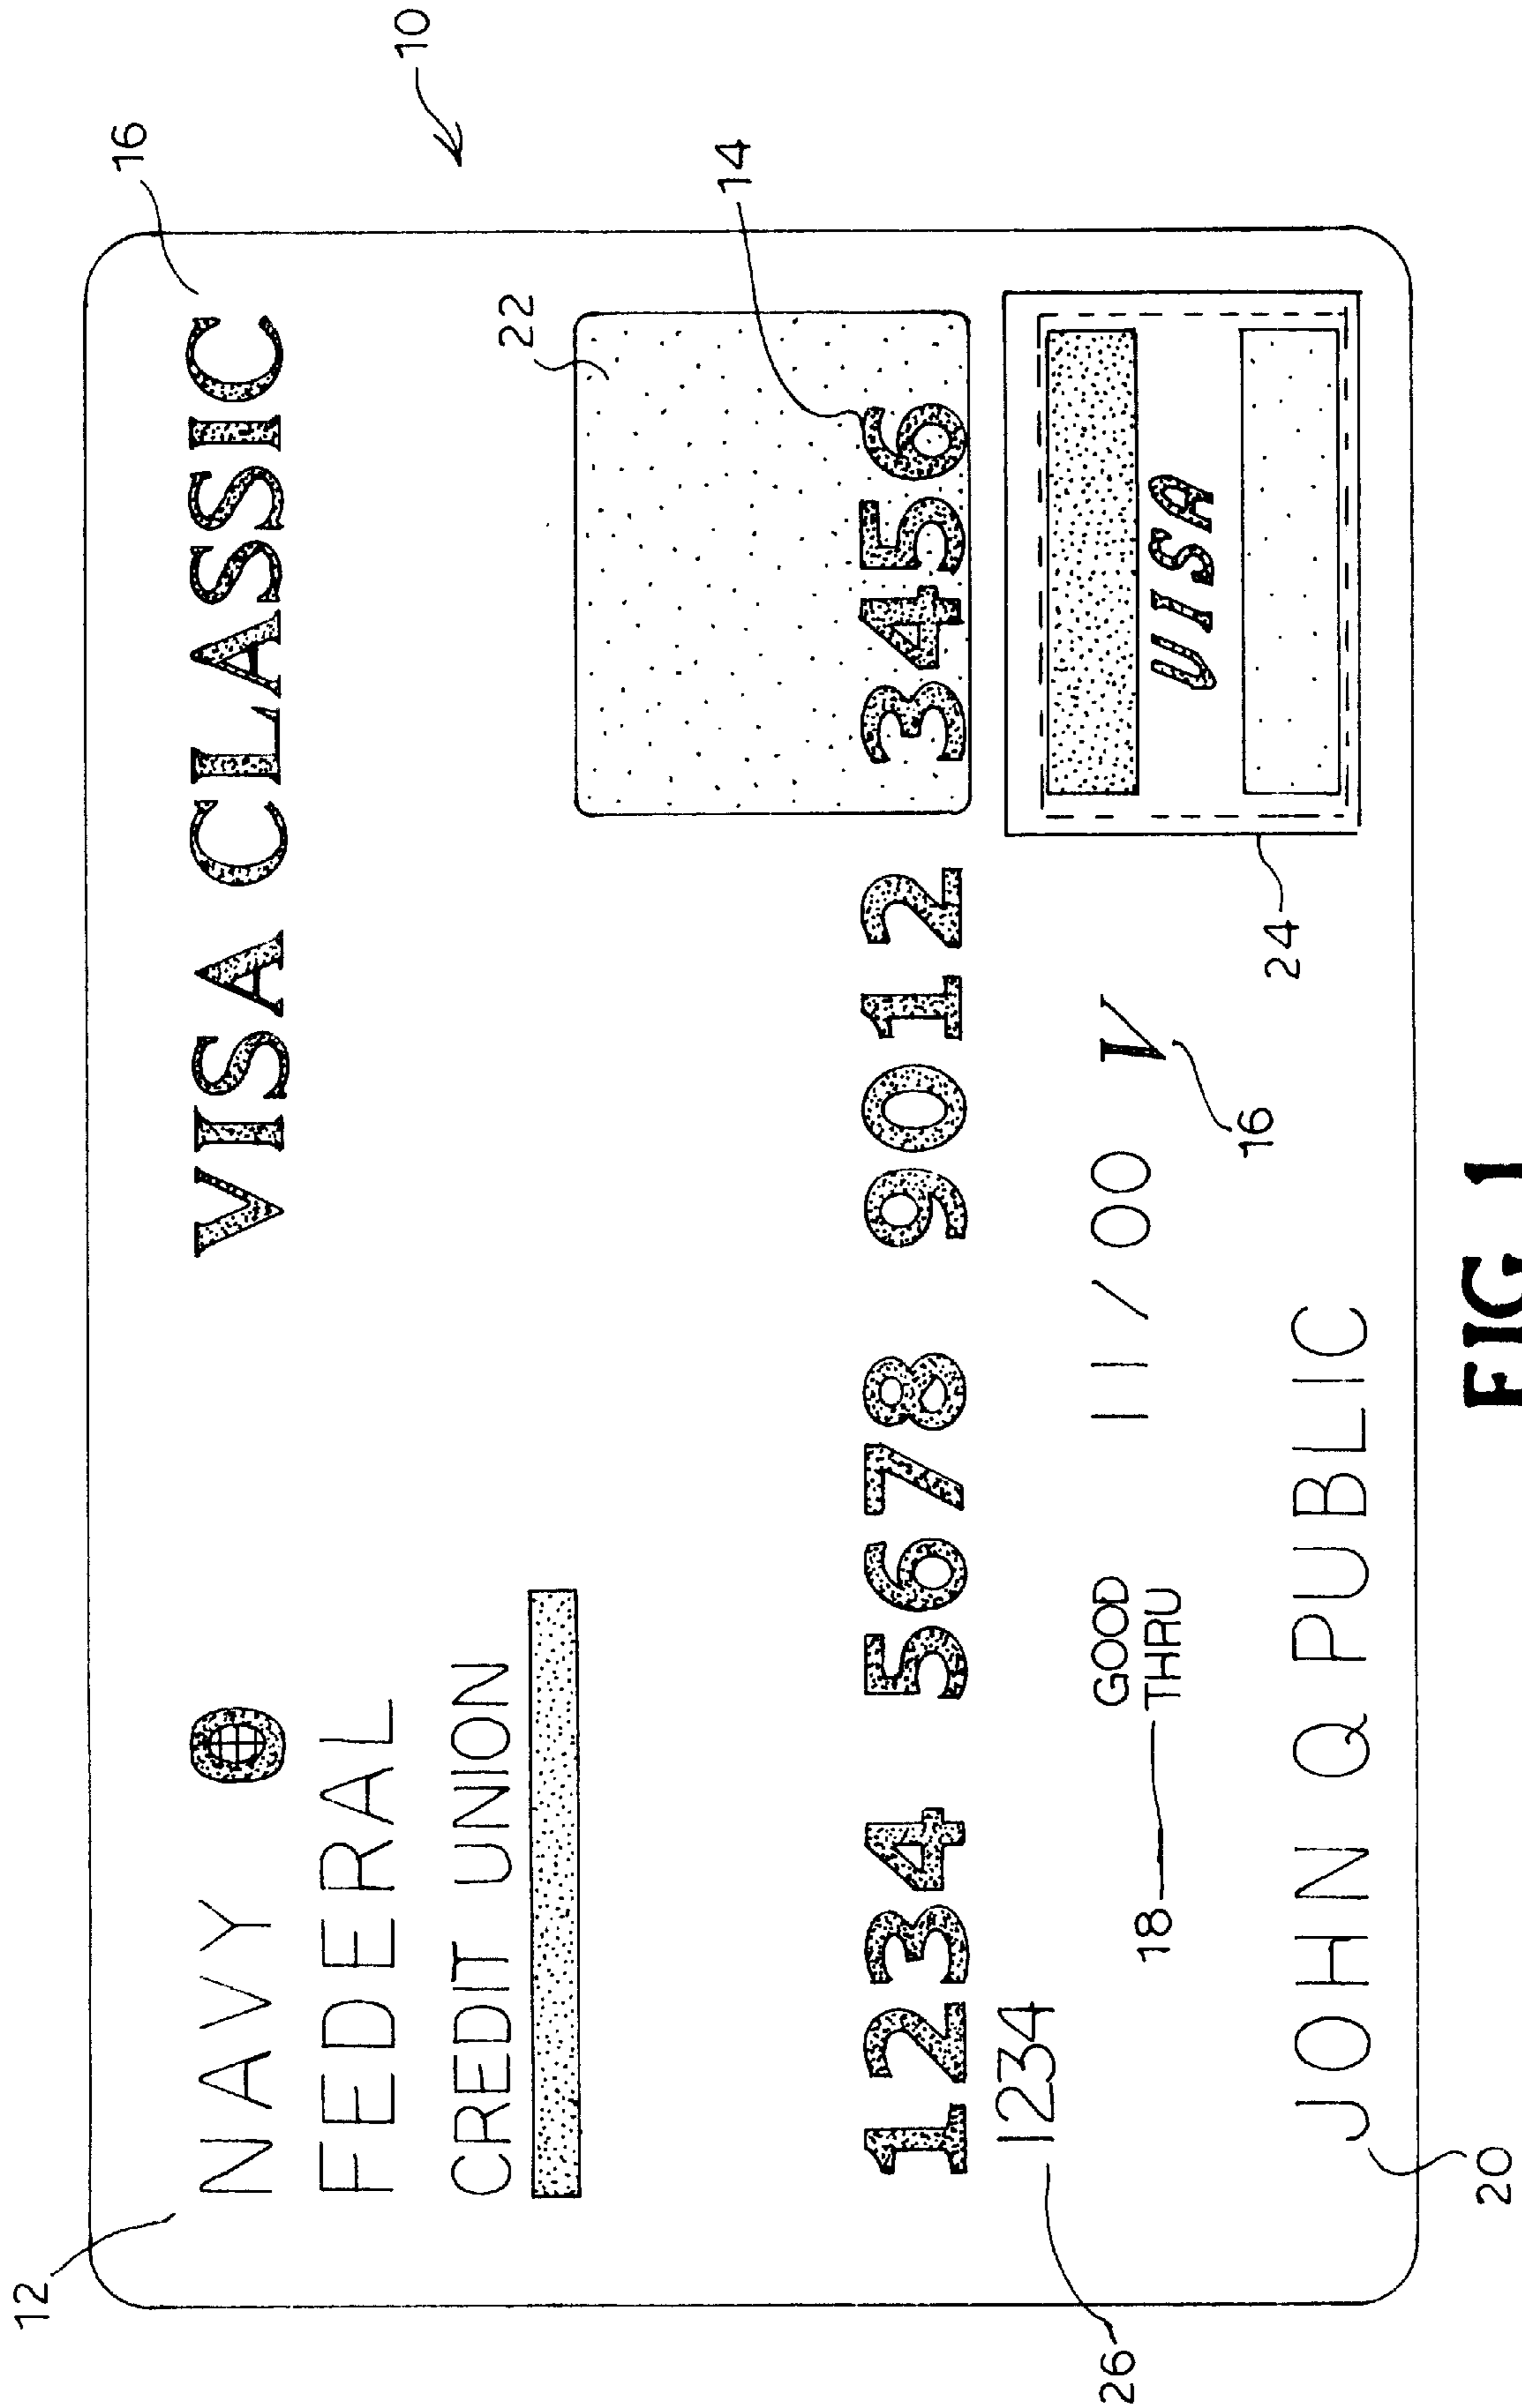 10
16
12
NAVY
VISA CLASSIC
FEDERAL
CREDIT UNION
22
14
1234 5678 9012 3456
1234
26
GOOD
THRU
18
11/00
V
16
VISA
24
JOHN Q PUBLIC
20
FIG 1